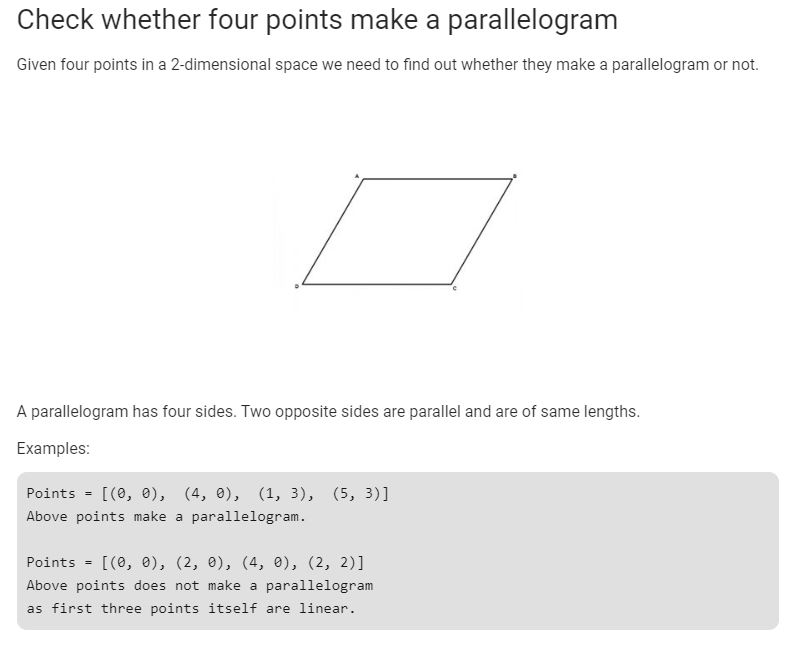 Check whether four points make a parallelogram
Given four points in a 2-dimensional space we need to find out whether they make a parallelogram or not.
A
B
D
C
A parallelogram has four sides. Two opposite sides are parallel and are of same lengths.
Examples:
Points = [(0, 0), (4, 0), (1, 3), (5, 3)]
Above points make a parallelogram.
Points = [(0, 0), (2, 0), (4, 0), (2, 2)]
Above points does not make a parallelogram
as first three points itself are linear.